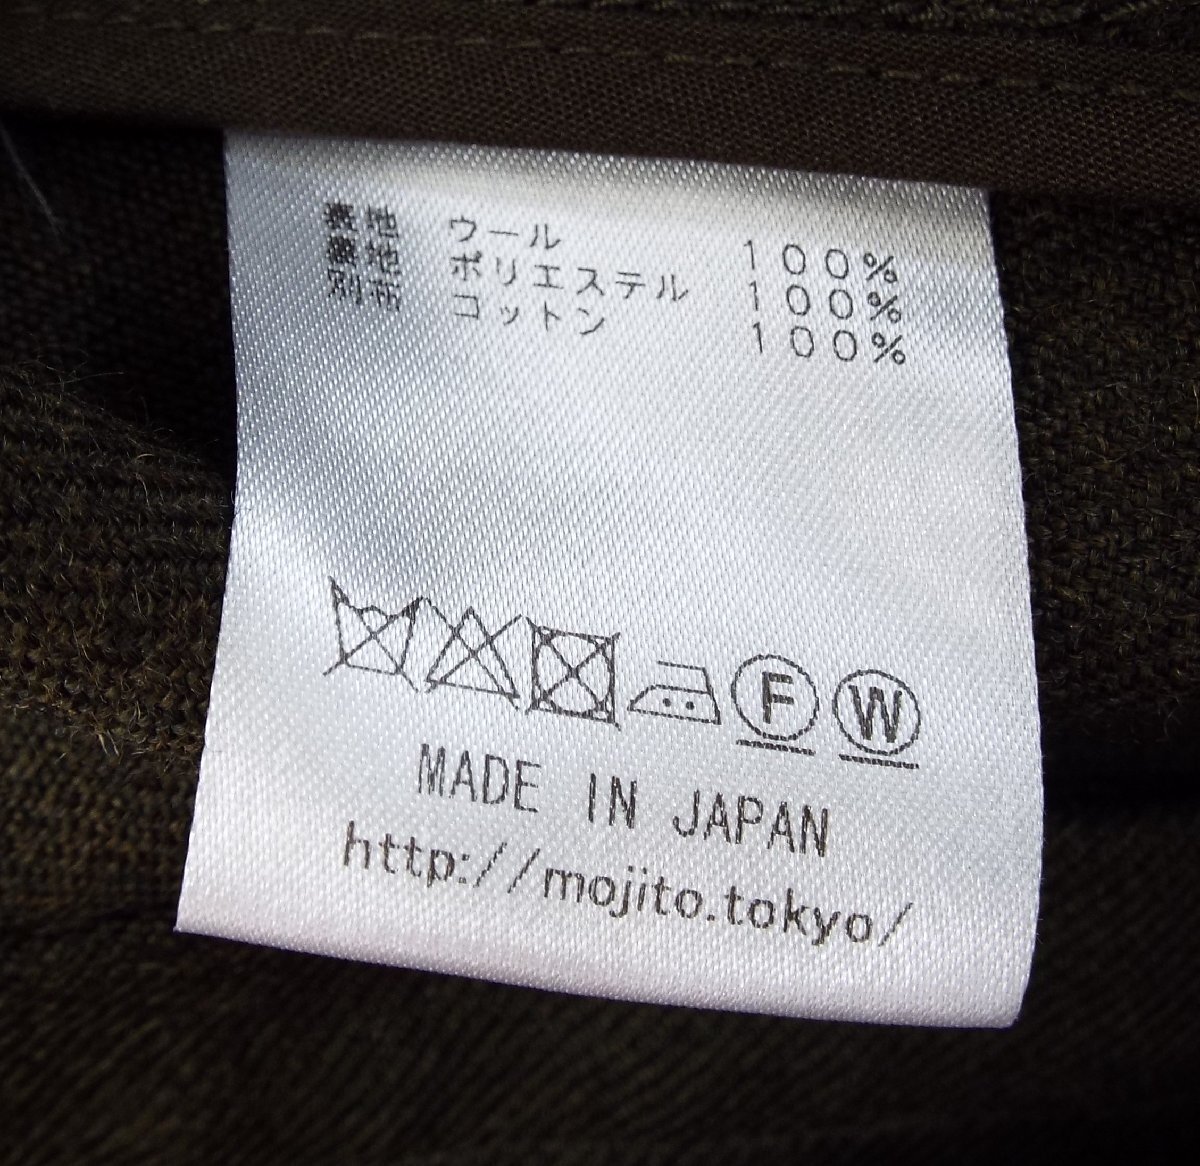 表地 ウール 100%
裏地 ポリエステル 100%
別布 コットン 100%
F W
MADE IN JAPAN
http://mojito.tokyo/